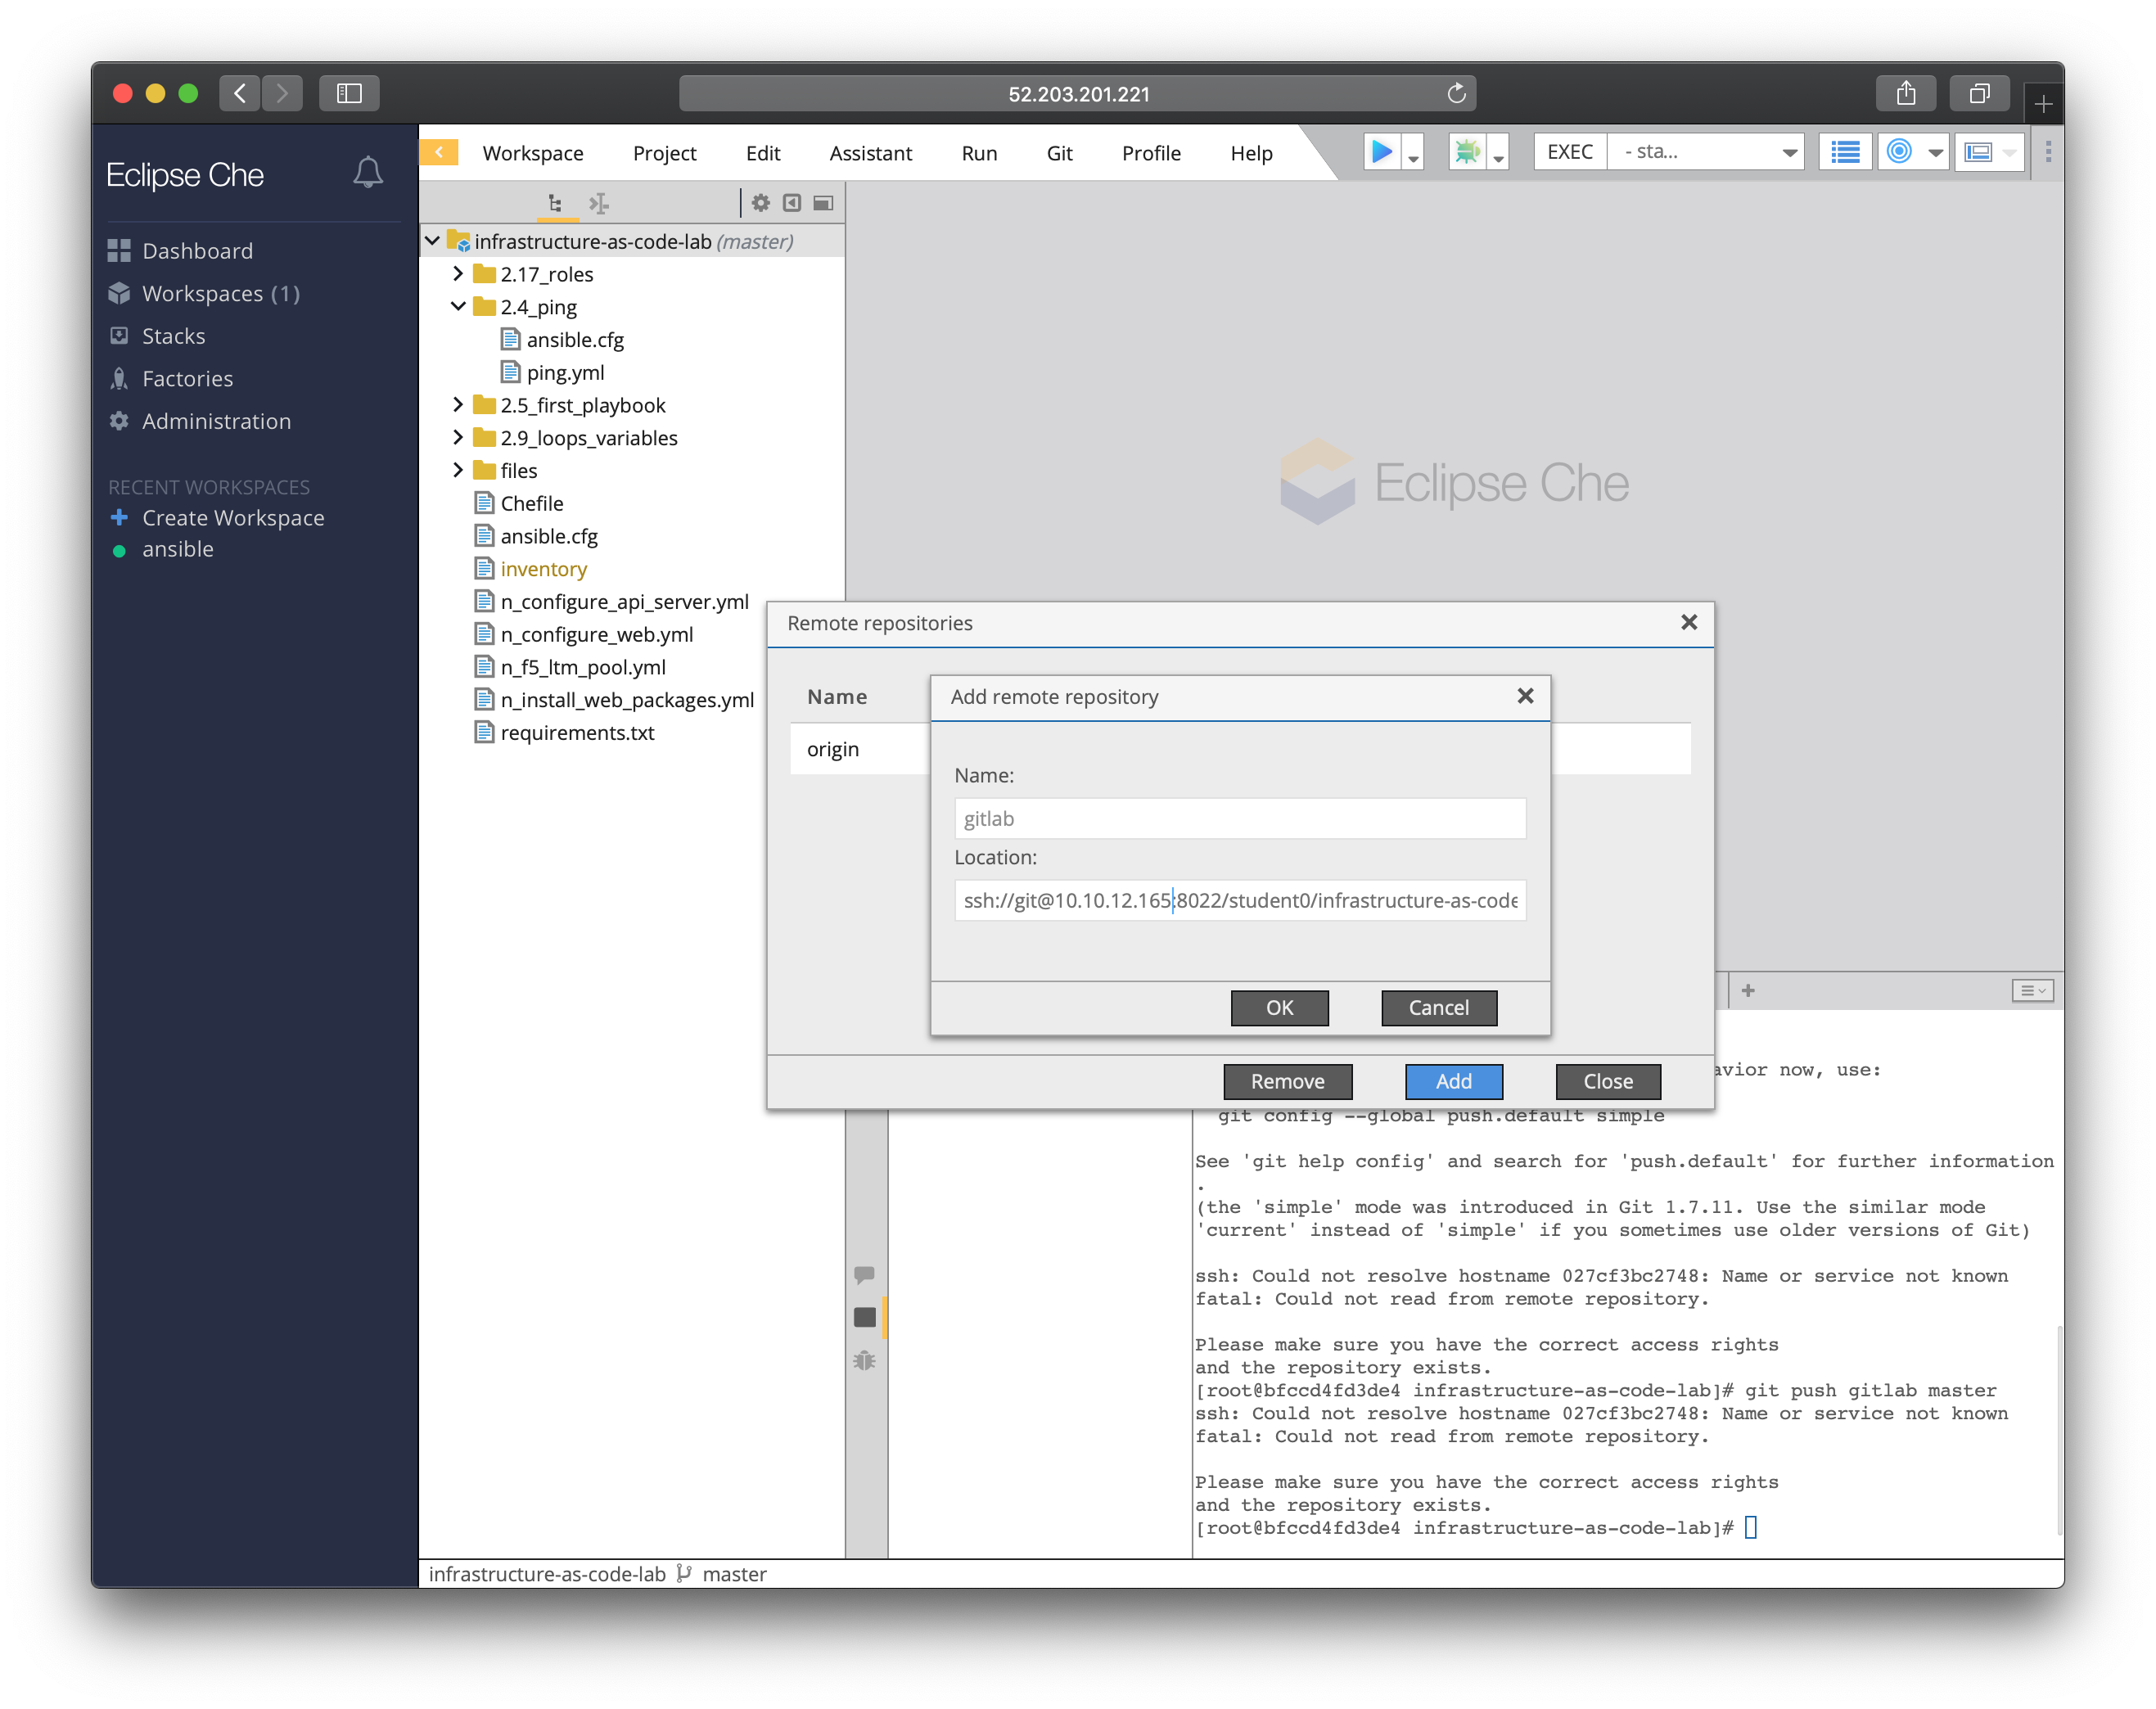 52.203.201.221
Eclipse Che
Dashboard
Workspaces (1)
Stacks
Factories
Administration
RECENT WORKSPACES
Create Workspace
ansible
Workspace Project Edit Assistant Run Git Profile Help
EXEC - sta...
infrastructure-as-code-lab (master)
2.17_roles
2.4_ping
ansible.cfg
ping.yml
2.5_first_playbook
2.9_loops_variables
files
Chefile
ansible.cfg
inventory
n_configure_api_server.yml
n_configure_web.yml
n_f5_ltm_pool.yml
n_install_web_packages.yml
requirements.txt
Eclipse Che
Remote repositories
Name
origin
Add remote repository
Name:
gitlab
Location:
ssh://git@10.10.12.165:8022/student0/infrastructure-as-code
OK Cancel
Remove Add Close
avior now, use:
git config --global push.default simple
See 'git help config' and search for 'push.default' for further information
.
(the 'simple' mode was introduced in Git 1.7.11. Use the similar mode
'current' instead of 'simple' if you sometimes use older versions of Git)
ssh: Could not resolve hostname 027cf3bc2748: Name or service not known
fatal: Could not read from remote repository.
Please make sure you have the correct access rights
and the repository exists.
[root@bfccd4fd3de4 infrastructure-as-code-lab]# git push gitlab master
ssh: Could not resolve hostname 027cf3bc2748: Name or service not known
fatal: Could not read from remote repository.
Please make sure you have the correct access rights
and the repository exists.
[root@bfccd4fd3de4 infrastructure-as-code-lab]#
infrastructure-as-code-lab master